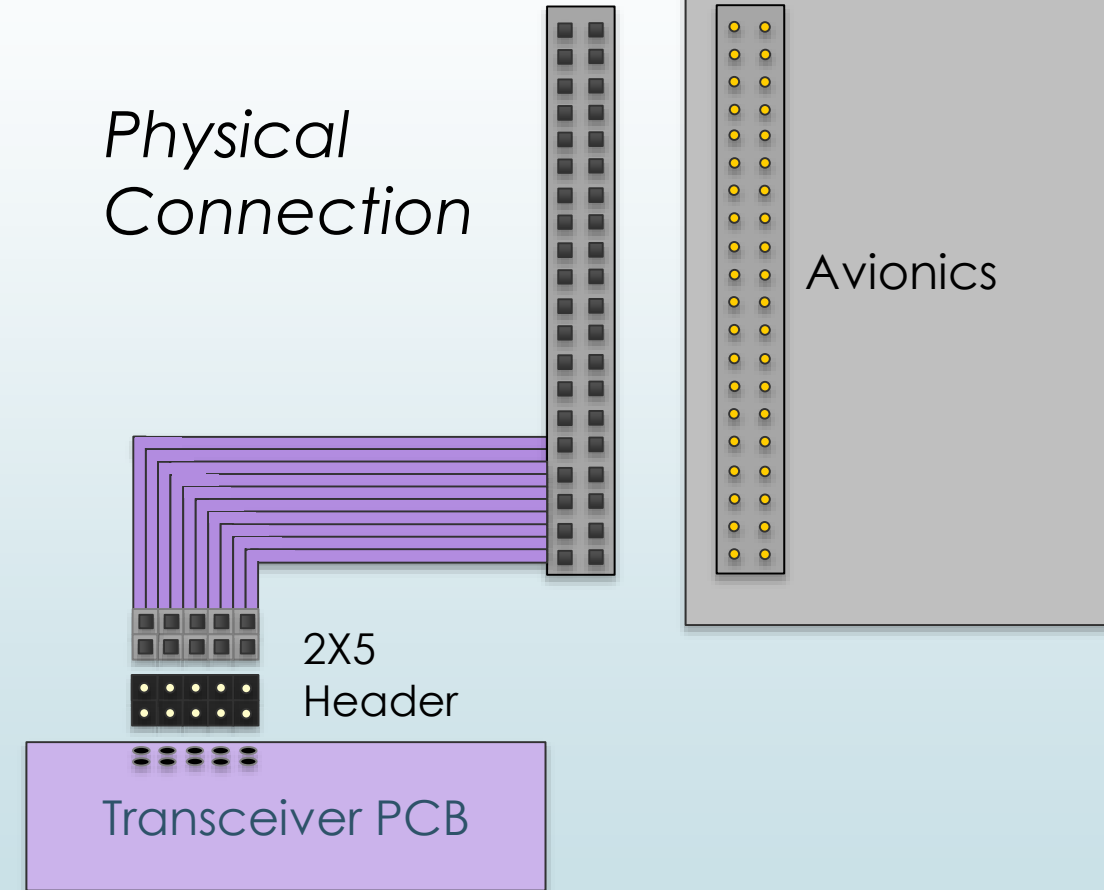 Physical
Connection
Avionics
2X5
Header
Transceiver PCB